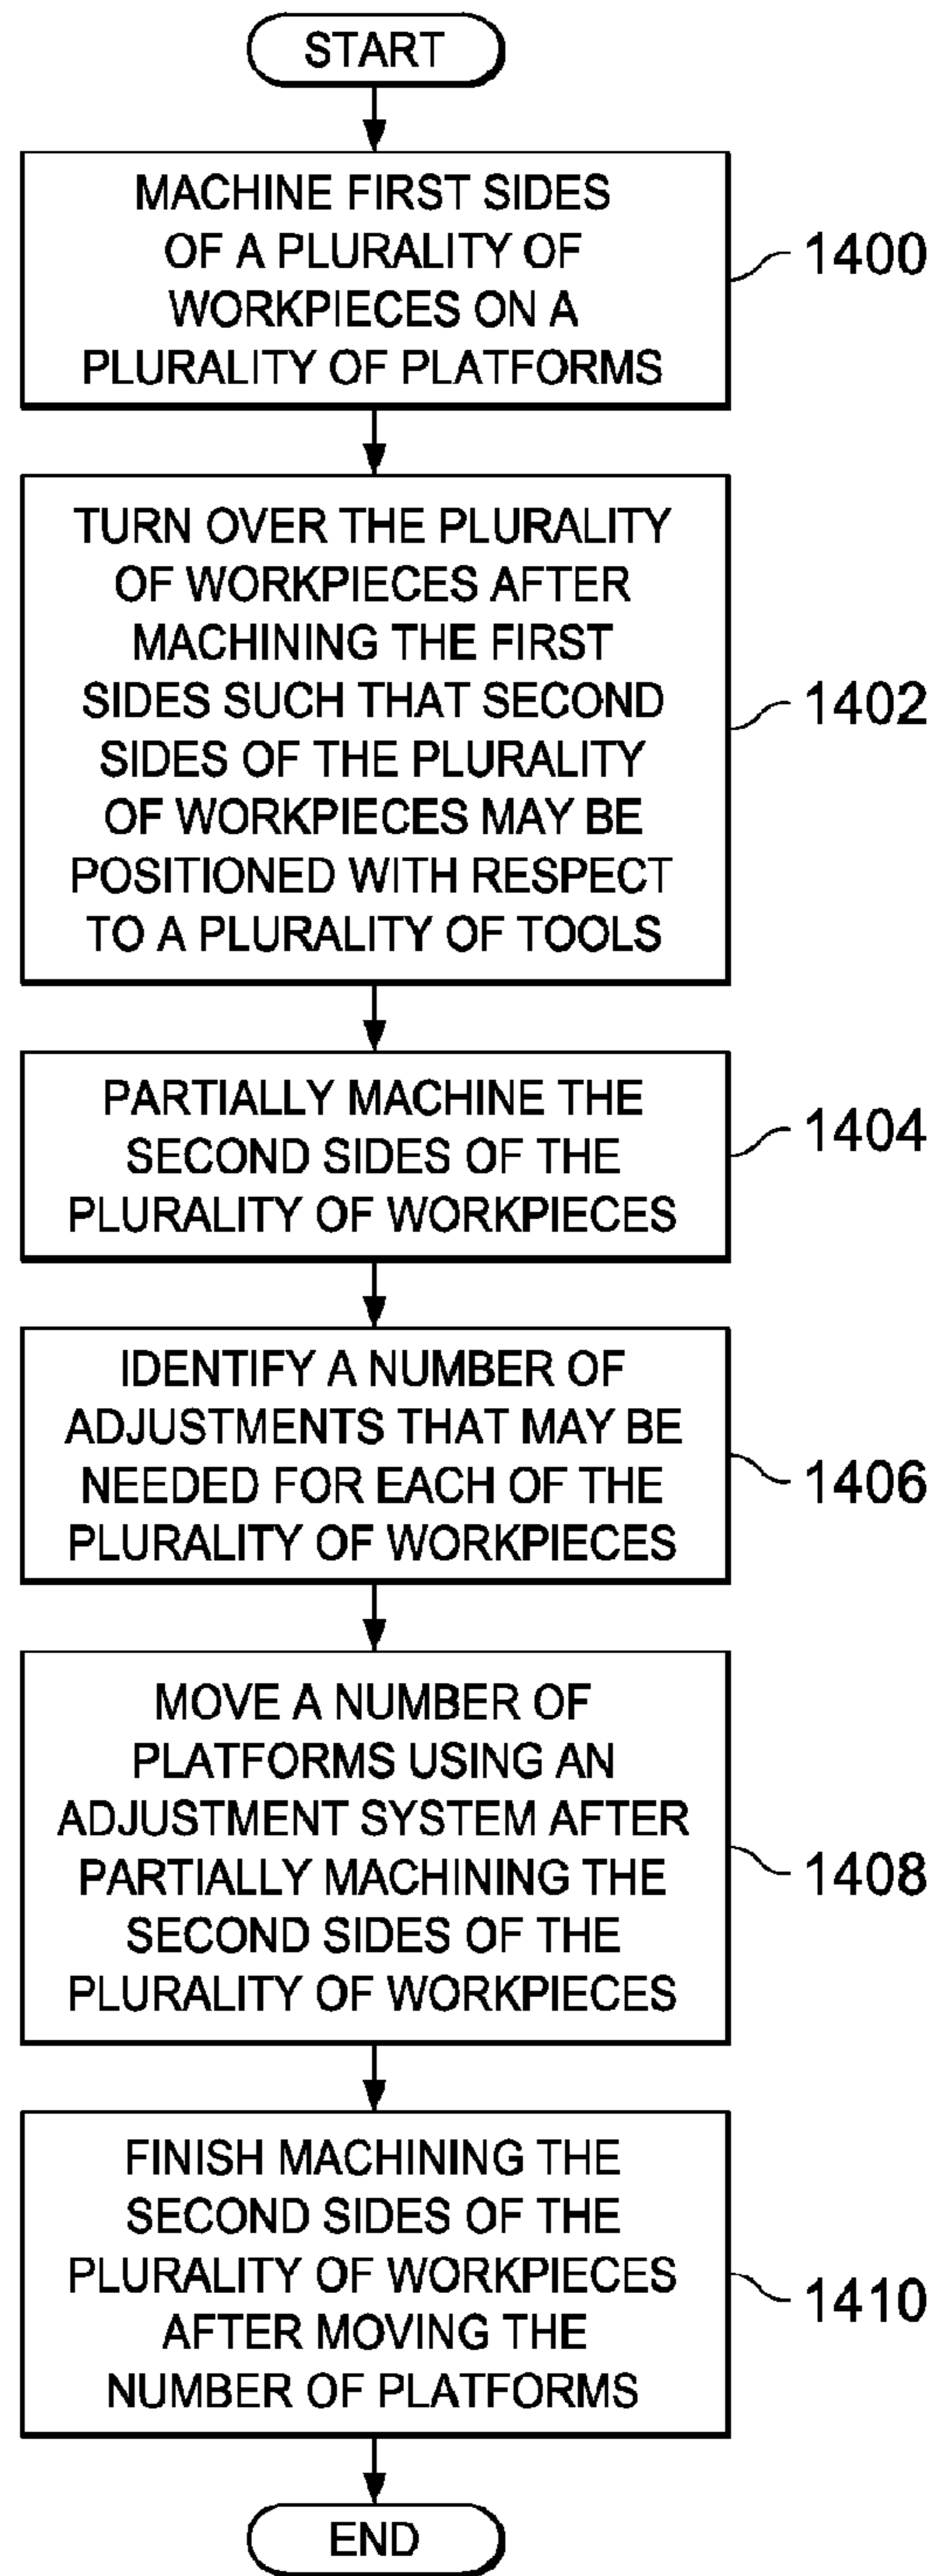 START
MACHINE FIRST SIDES
OF A PLURALITY OF
WORKPIECES ON A
PLURALITY OF PLATFORMS
1400
TURN OVER THE PLURALITY
OF WORKPIECES AFTER
MACHINING THE FIRST
SIDES SUCH THAT SECOND
SIDES OF THE PLURALITY
OF WORKPIECES MAY BE
POSITIONED WITH RESPECT
TO A PLURALITY OF TOOLS
1402
PARTIALLY MACHINE THE
SECOND SIDES OF THE
PLURALITY OF WORKPIECES
1404
IDENTIFY A NUMBER OF
ADJUSTMENTS THAT MAY BE
NEEDED FOR EACH OF THE
PLURALITY OF WORKPIECES
1406
MOVE A NUMBER OF
PLATFORMS USING AN
ADJUSTMENT SYSTEM AFTER
PARTIALLY MACHINING THE
SECOND SIDES OF THE
PLURALITY OF WORKPIECES
1408
FINISH MACHINING THE
SECOND SIDES OF THE
PLURALITY OF WORKPIECES
AFTER MOVING THE
NUMBER OF PLATFORMS
1410
END